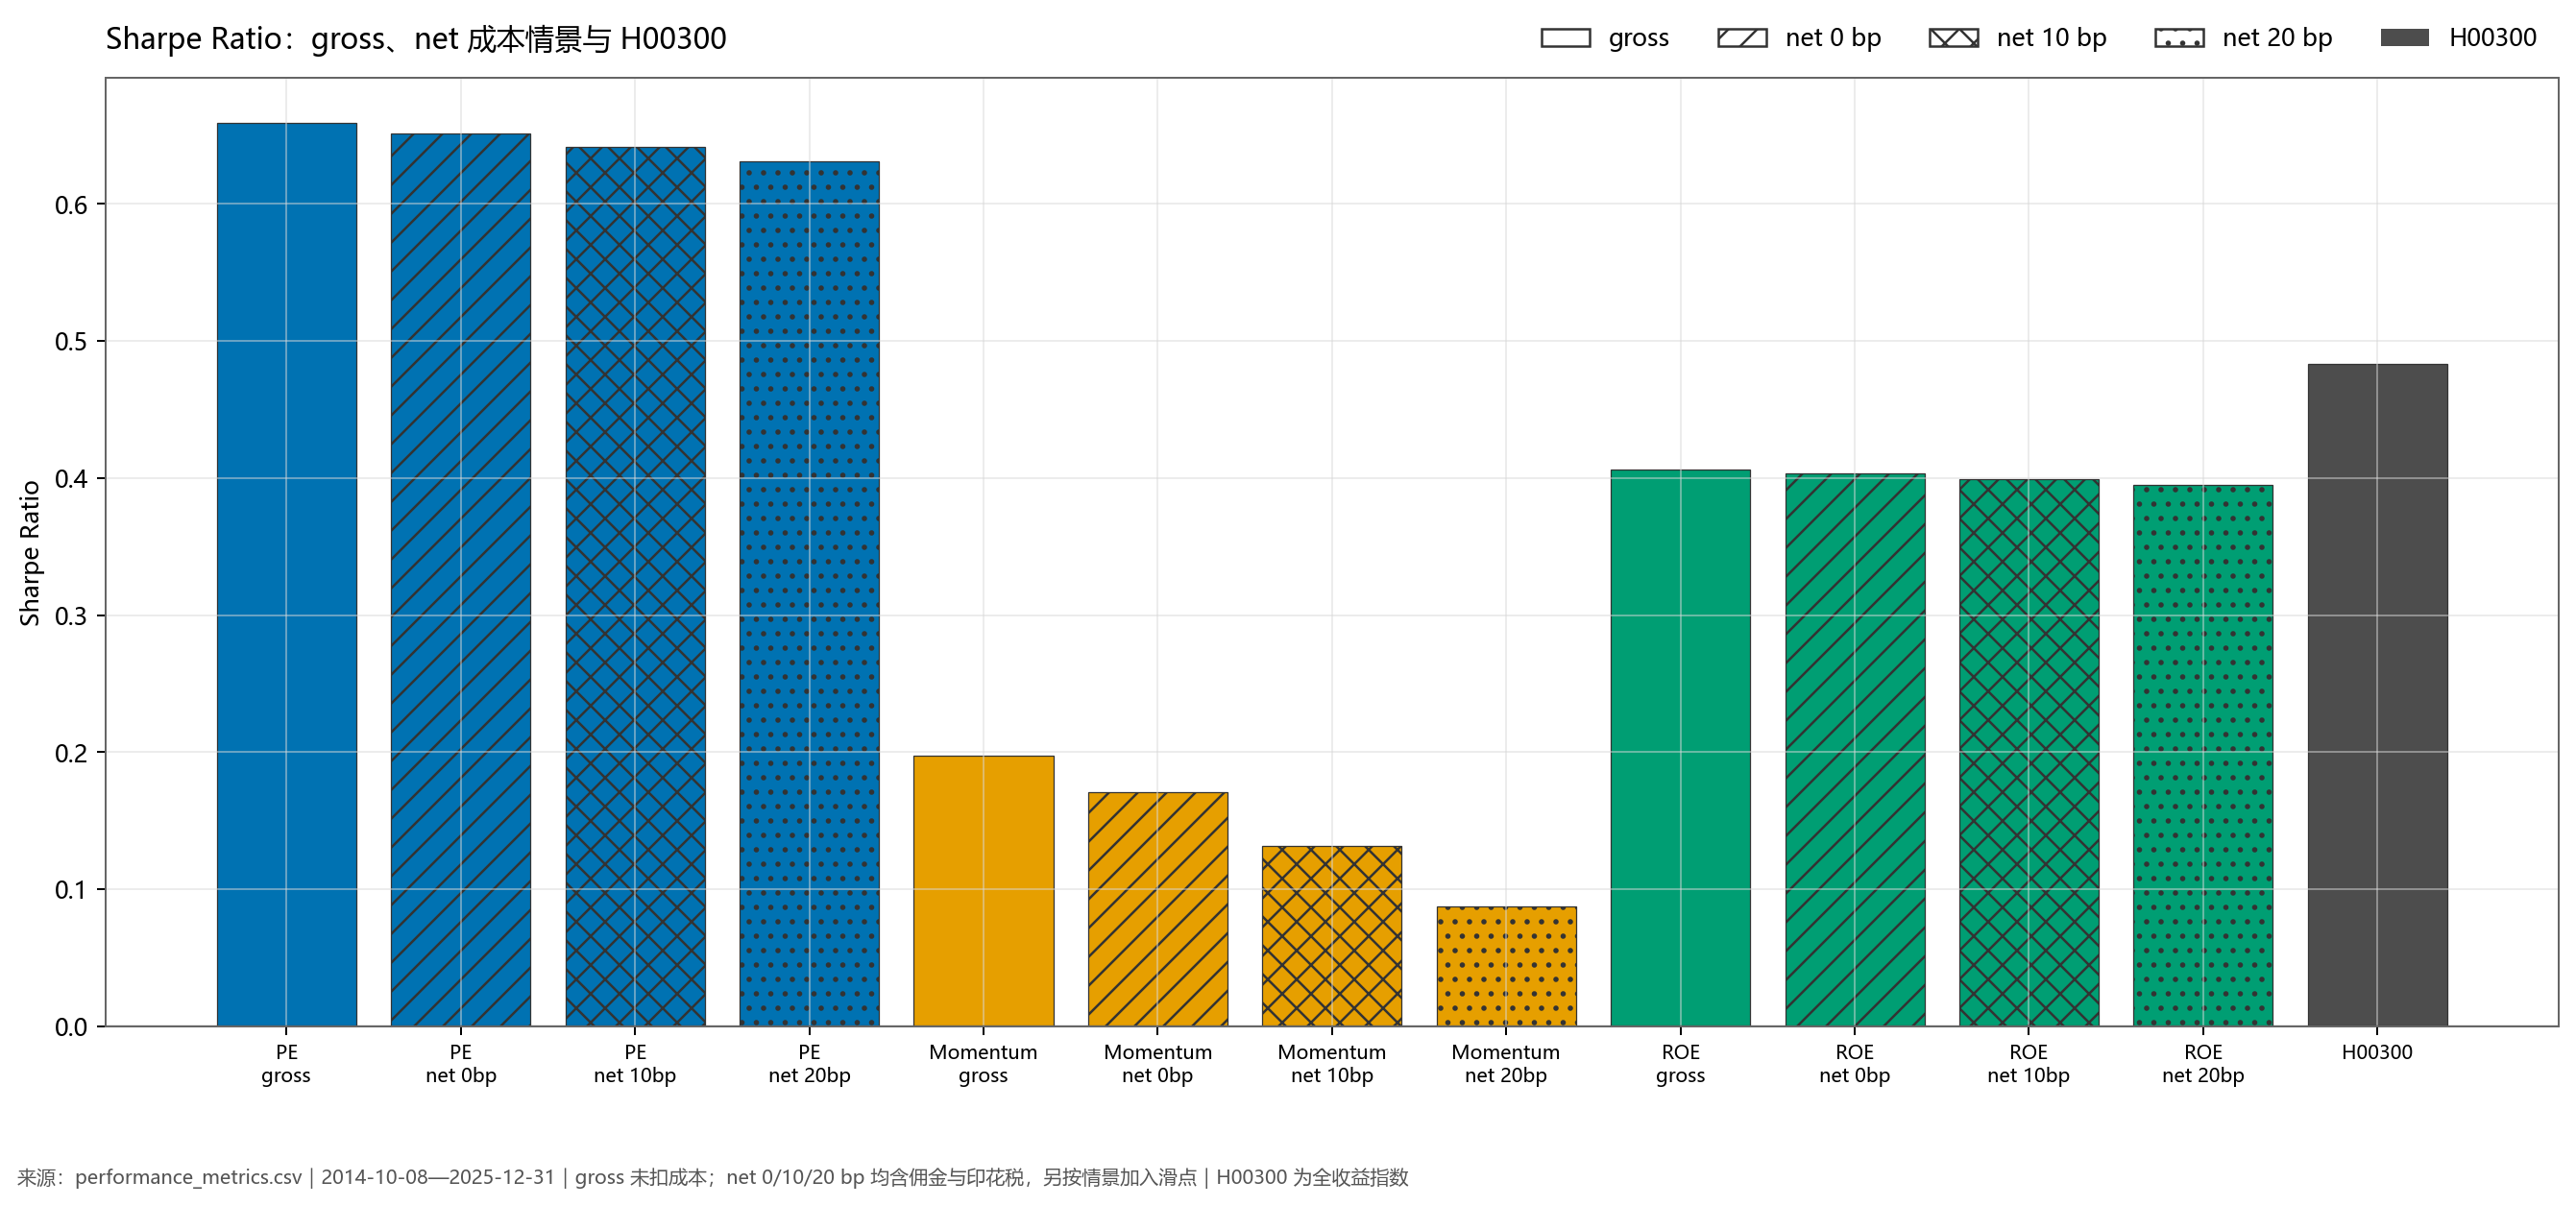 Sharpe Ratio：gross、net 成本情景与 H00300
gross
net 0 bp
net 10 bp
net 20 bp
H00300
Sharpe Ratio
0.6
0.5
0.4
0.3
0.2
0.1
0.0
PE
gross
PE
net 0bp
PE
net 10bp
PE
net 20bp
Momentum
gross
Momentum
net 0bp
Momentum
net 10bp
Momentum
net 20bp
ROE
gross
ROE
net 0bp
ROE
net 10bp
ROE
net 20bp
H00300
来源：performance_metrics.csv | 2014-10-08—2025-12-31 | gross 未扣成本；net 0/10/20 bp 均含佣金与印花税，另按情景加入滑点 | H00300 为全收益指数